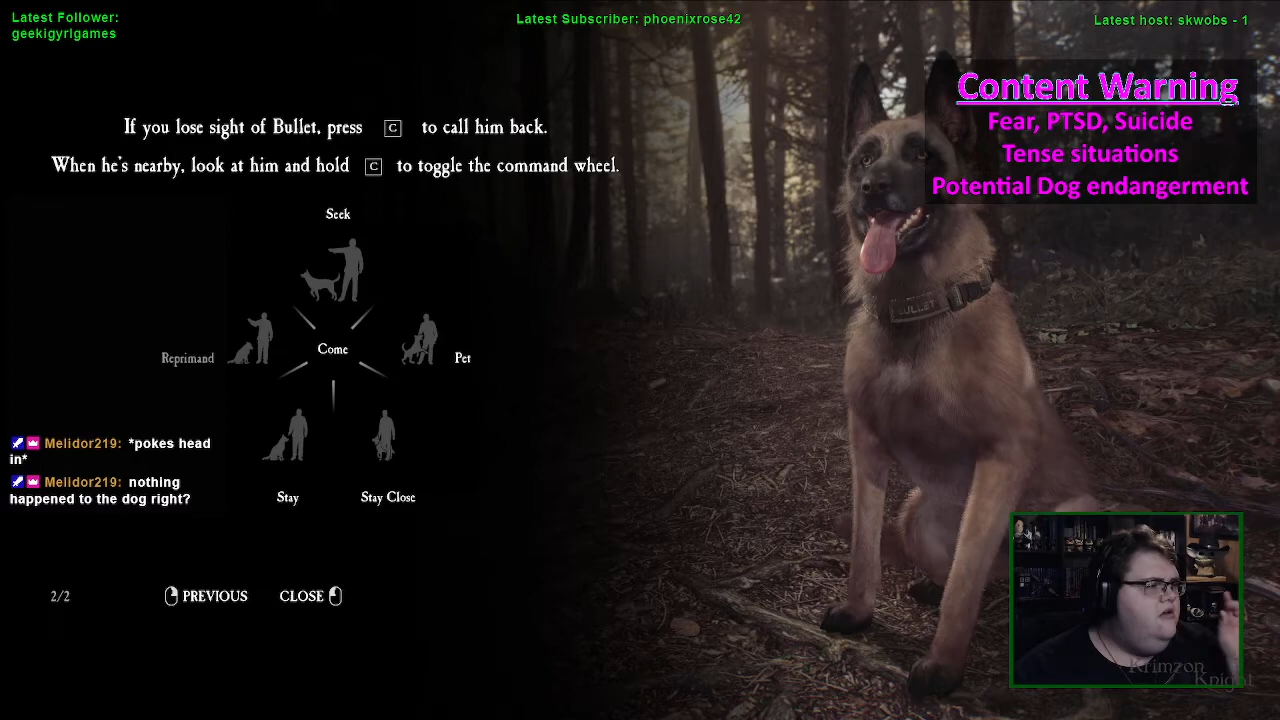 Latest Follower:
geekigyrlgames
Latest Subscriber: phoenixrose42
Latest host: skwobs - 1
Content Warning
Fear, PTSD, Suicide
Tense situations
Potential Dog endangerment
If you lose sight of Bullet, press C to call him back.
When he's nearby, look at him and hold C to toggle the command wheel.
Seek
Come
Reprimand
Pet
Stay
Stay Close
BULLET
Melidor219: *pokes head
in*
Melidor219: nothing
happened to the dog right?
2/2
PREVIOUS
CLOSE
Krimzon
Knight